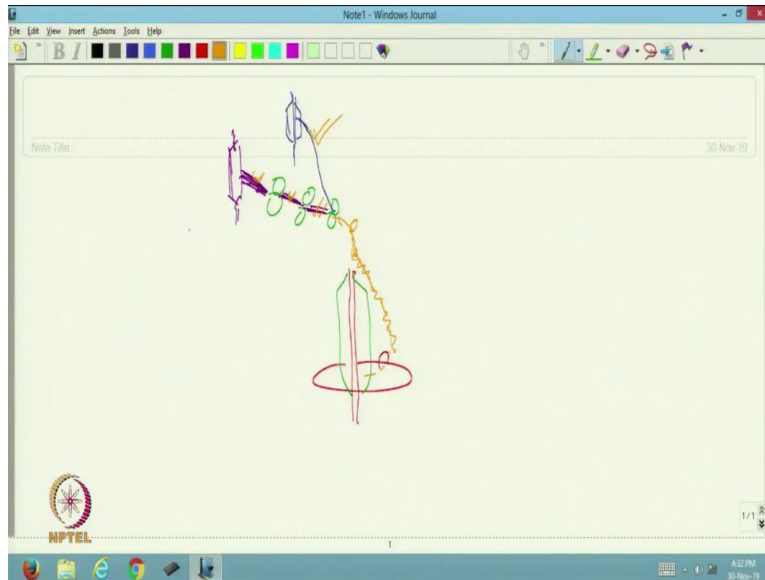 Note1 - Windows Journal
File Edit View Insert Actions Tools Help
B I
Note Title
30-Nov-19
NPTEL
1/1
1
4:32 PM
30-Nov-19